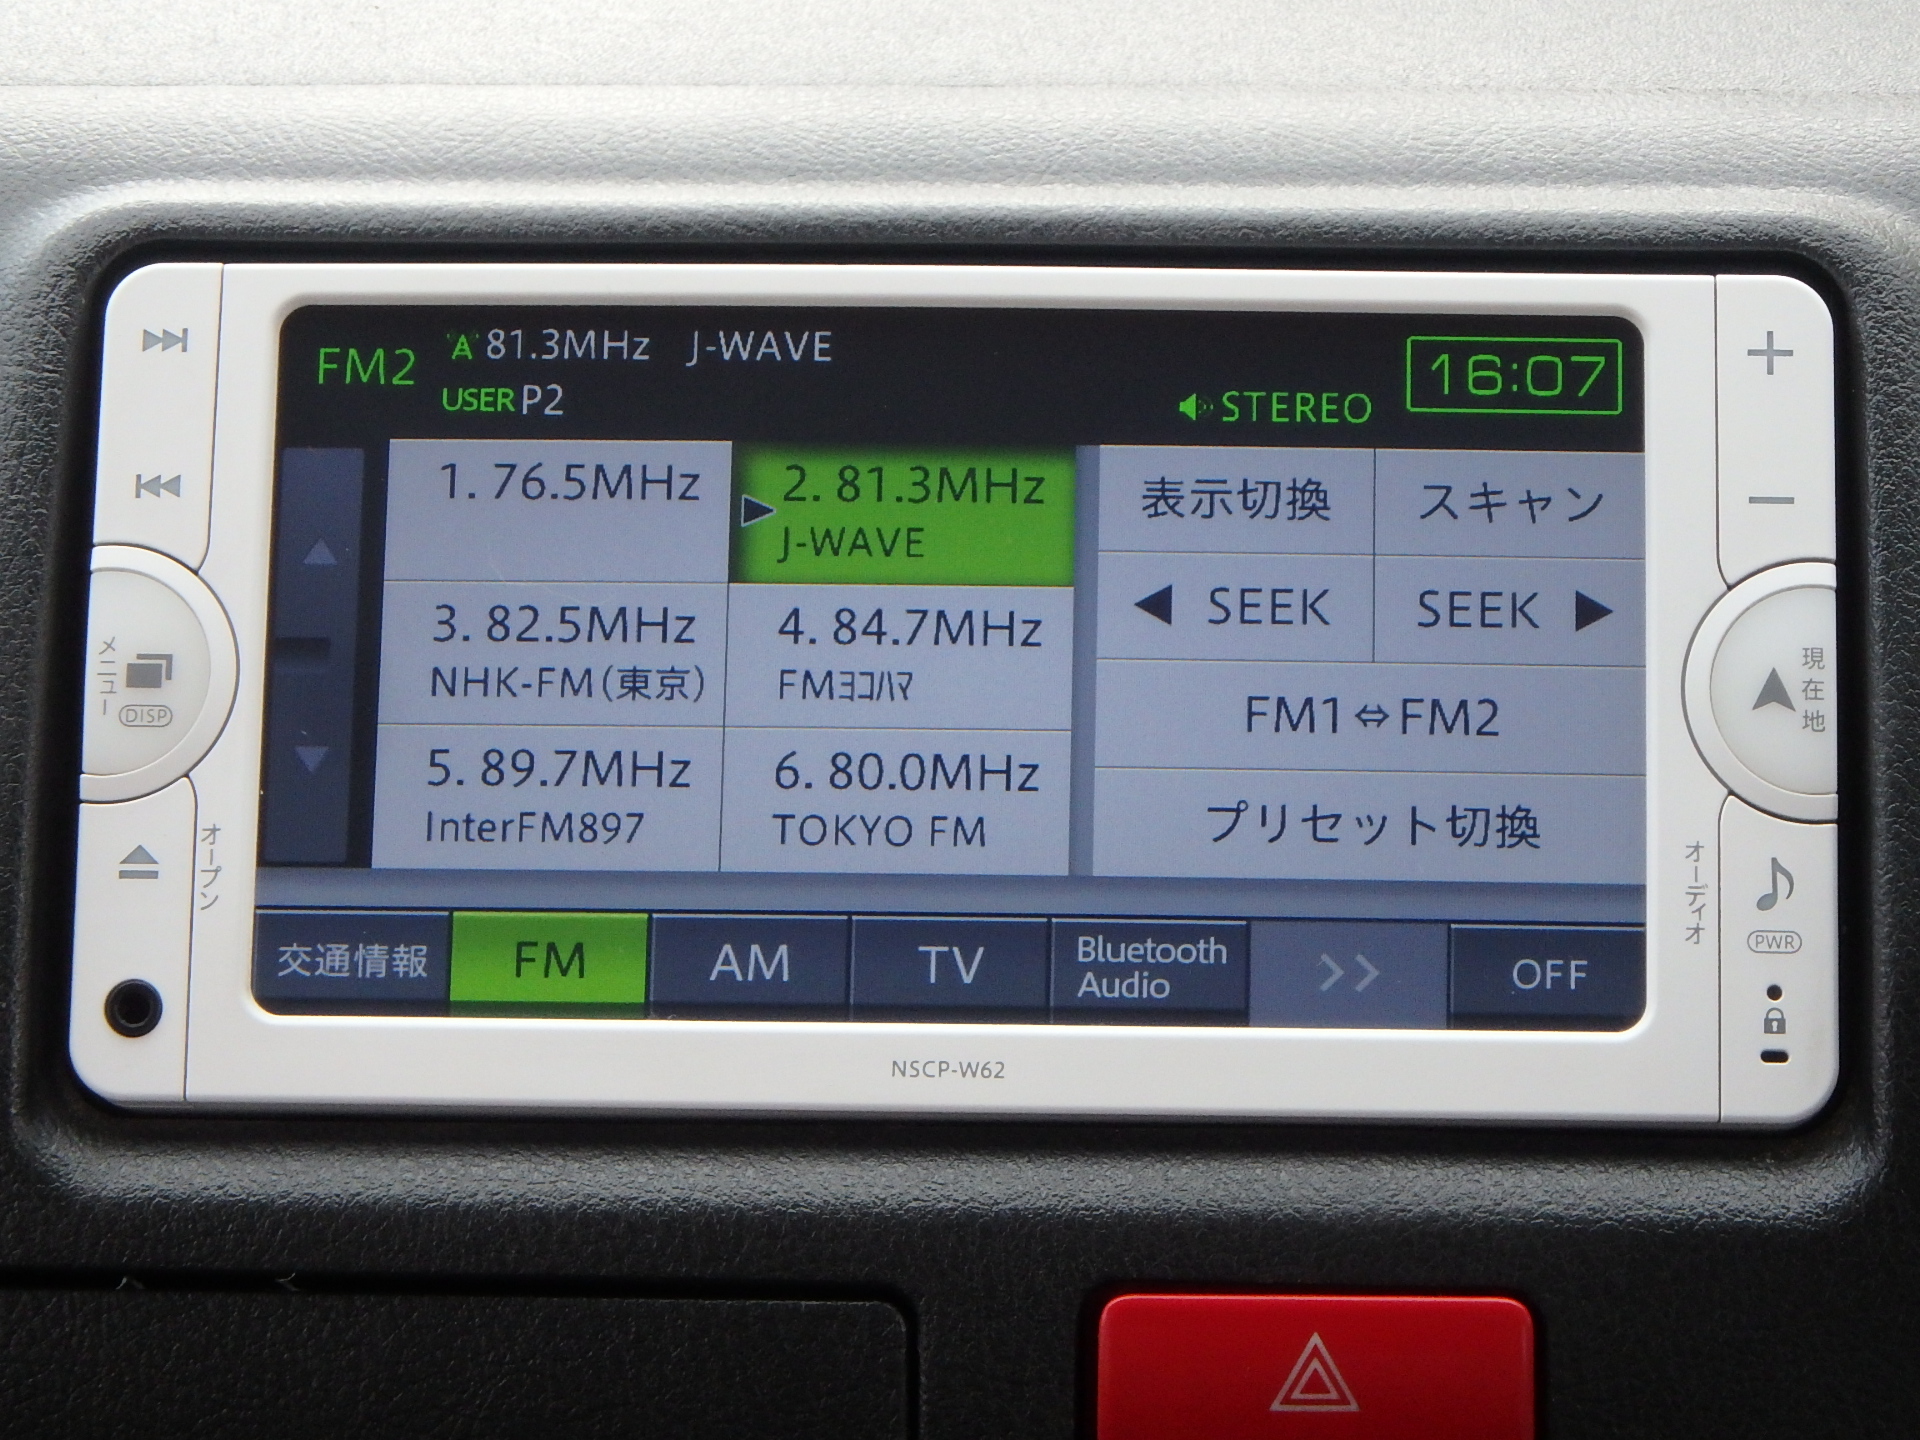 FM2
81.3MHz J-WAVE
USER P2
STEREO
16:07
1. 76.5MHz
2. 81.3MHz
J-WAVE
3. 82.5MHz
NHK-FM(東京)
4. 84.7MHz
FMﾖｺﾊﾏ
5. 89.7MHz
InterFM897
6. 80.0MHz
TOKYO FM
表示切換
スキャン
◀ SEEK
SEEK ▶
FM1⇔FM2
プリセット切換
交通情報
FM
AM
TV
Bluetooth
Audio
>>
OFF
メニュー
DISP
オープン
現在地
オーディオ
PWR
NSCP-W62